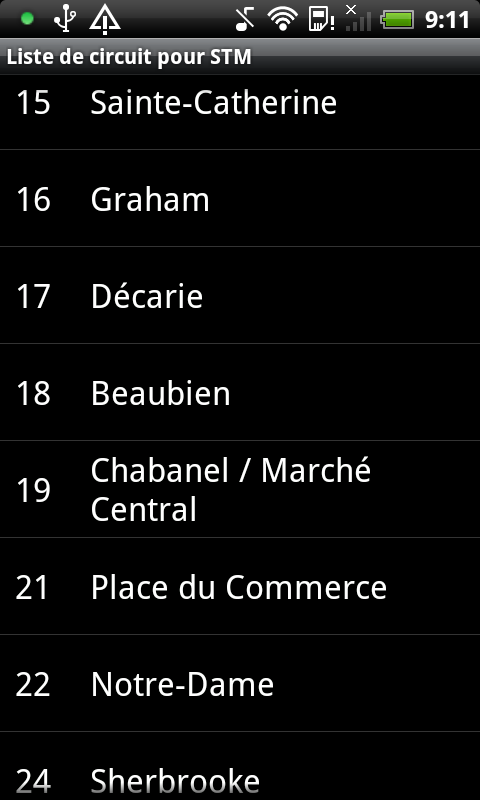 9:11
Liste de circuit pour STM
15 Sainte-Catherine
16 Graham
17 Décarie
18 Beaubien
19 Chabanel / Marché
Central
21 Place du Commerce
22 Notre-Dame
24 Sherbrooke